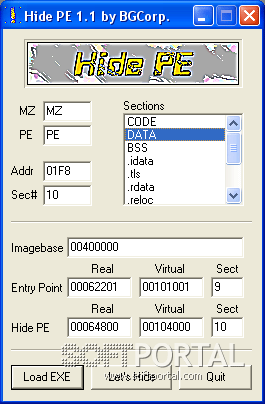 Hide PE 1.1 by BGCorp.
Hide PE
MZ MZ
PE PE
Addr 01F8
Sec# 10
Sections
CODE
DATA
BSS
.idata
.tls
.rdata
.reloc
Imagebase 00400000
Real Virtual Sect
Entry Point 00062201 00101001 9
Real Virtual Sect
Hide PE 00064800 00104000 10
SOFTPORTAL
www.softportal.com
Load EXE Let's Hide Quit